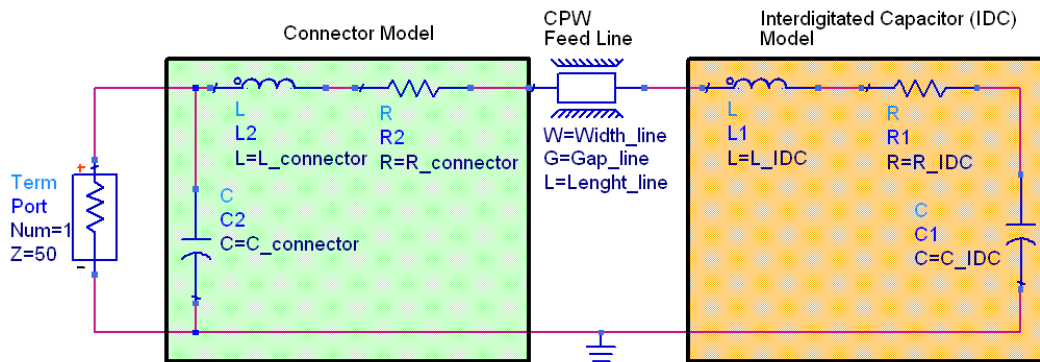 Connector Model
CPW
Feed Line
Interdigitated Capacitor (IDC)
Model
+
Term
Port
Num=1
Z=50
-
C
C2
C=C_connector
L
L2
L=L_connector
R
R2
R=R_connector
W=Width_line
G=Gap_line
L=Lenght_line
L
L1
L=L_IDC
R
R1
R=R_IDC
C
C1
C=C_IDC